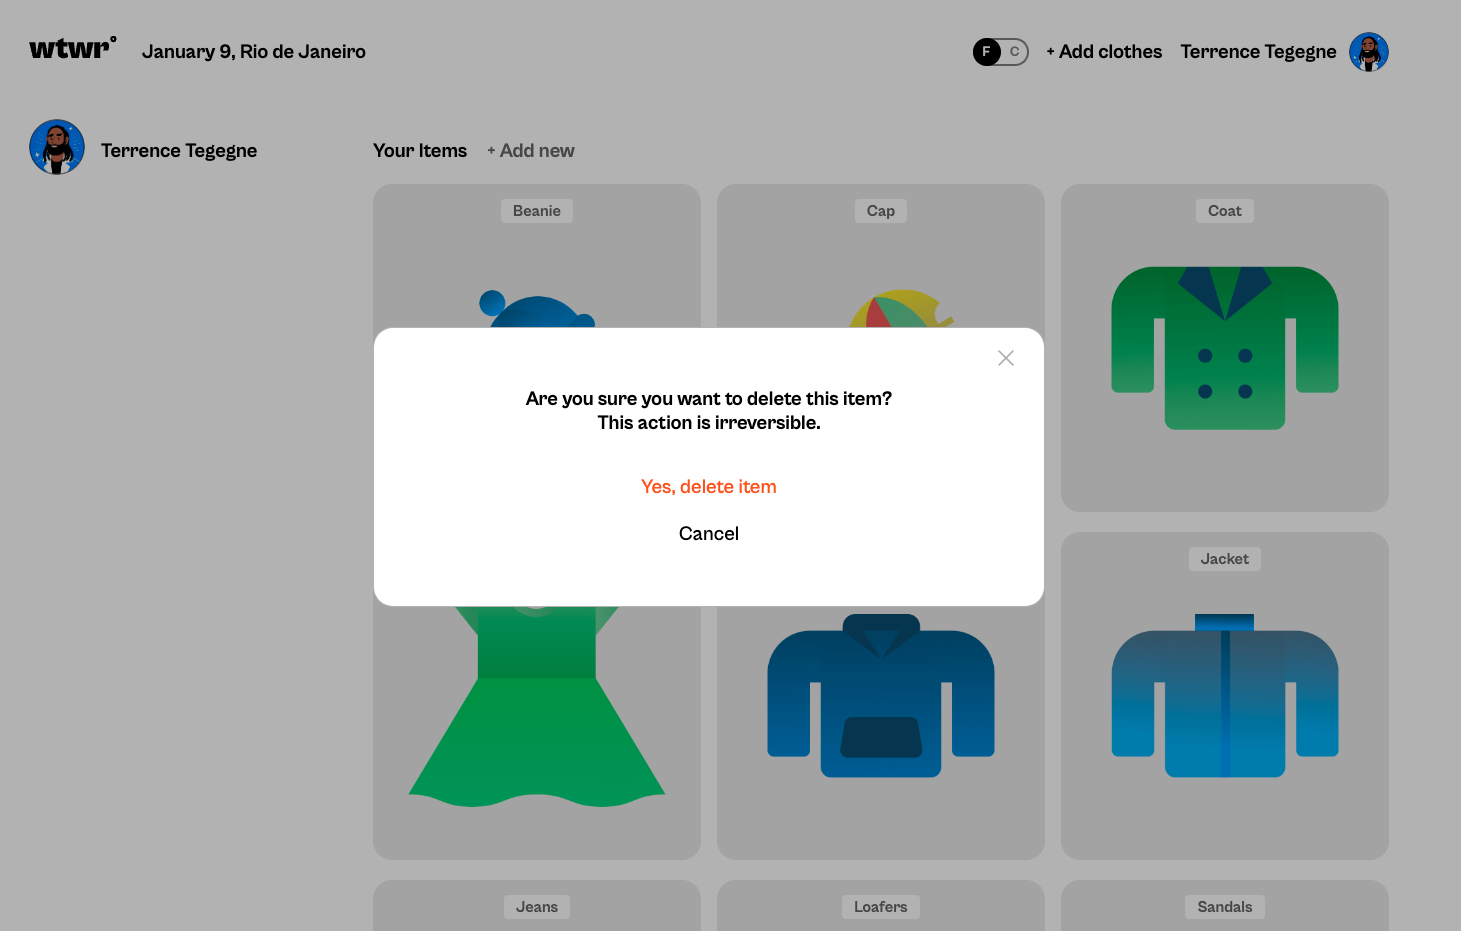 wtwr°
January 9, Rio de Janeiro
F C
+ Add clothes
Terrence Tegegne
Terrence Tegegne
Your Items
+ Add new
Beanie
Cap
Coat
Are you sure you want to delete this item?
This action is irreversible.
Yes, delete item
Cancel
Jacket
Jeans
Loafers
Sandals